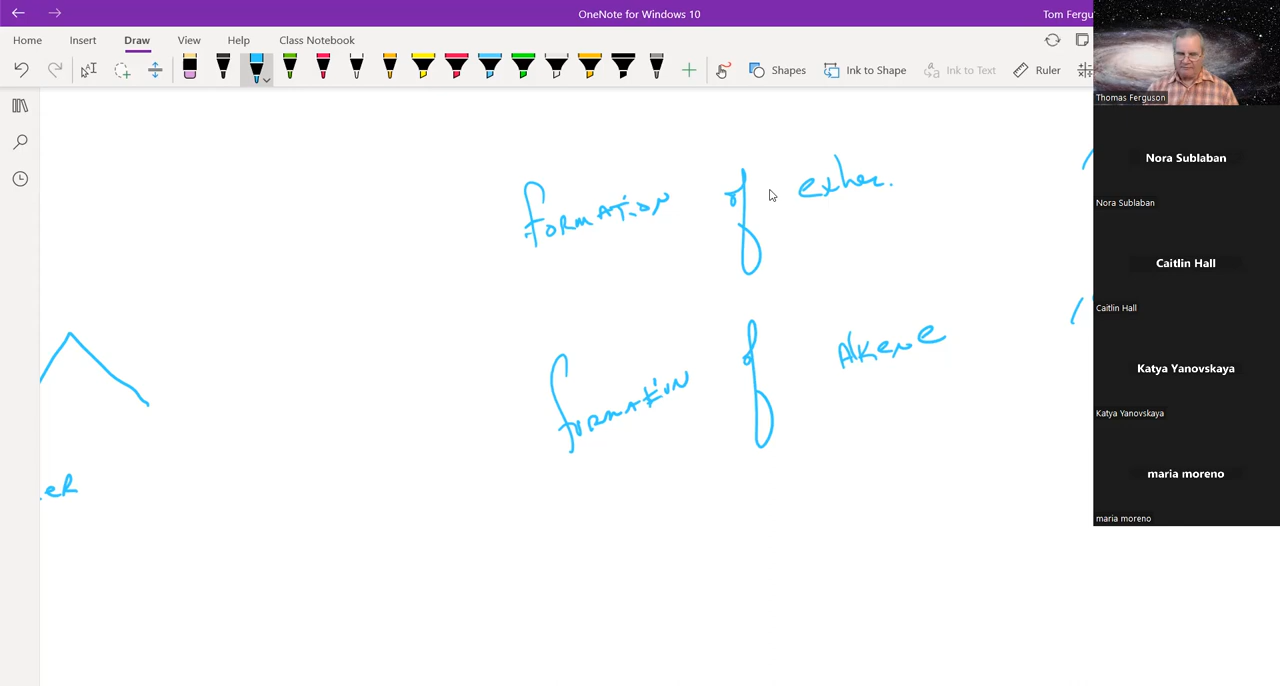 OneNote for Windows 10
Tom Fergu
Home Insert Draw View Help Class Notebook
Shapes Ink to Shape Ink to Text Ruler
Thomas Ferguson
Nora Sublaban
Nora Sublaban
Caitlin Hall
Caitlin Hall
Katya Yanovskaya
Katya Yanovskaya
maria moreno
maria moreno
formation of ether.
formation of Alkene
eR